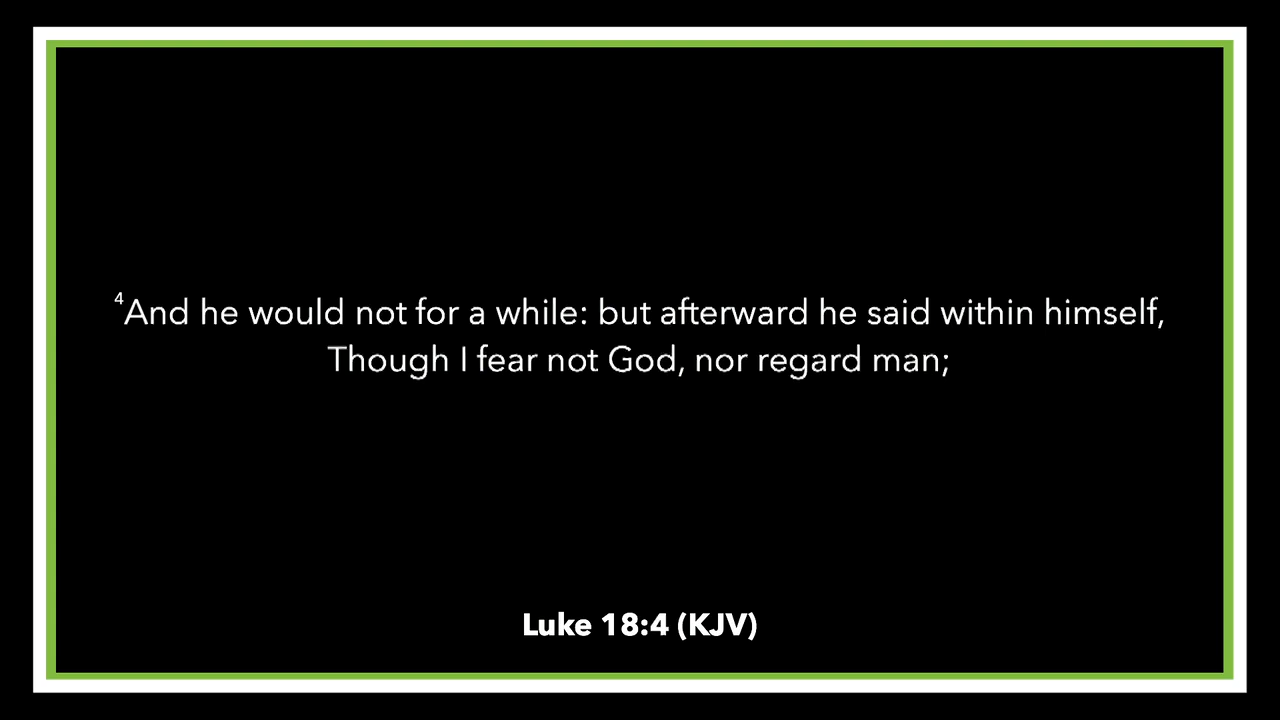 ⁴And he would not for a while: but afterward he said within himself,
Though I fear not God, nor regard man;
Luke 18:4 (KJV)